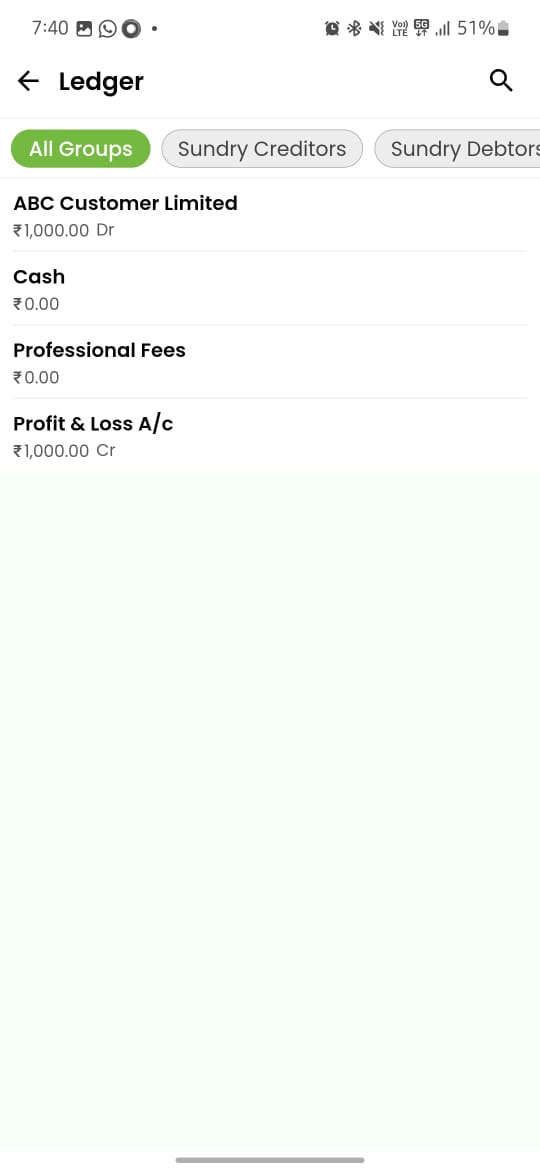 7:40 Vo)) LTE 5G 51%
Ledger
All Groups Sundry Creditors Sundry Debtors
ABC Customer Limited
₹1,000.00 Dr
Cash
₹0.00
Professional Fees
₹0.00
Profit & Loss A/c
₹1,000.00 Cr